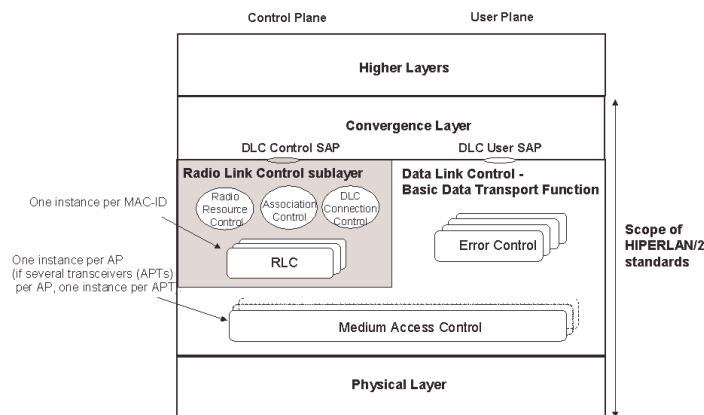 Control Plane
User Plane
Higher Layers
Convergence Layer
DLC Control SAP
DLC User SAP
Radio Link Control sublayer
Data Link Control -
Basic Data Transport Function
Radio
Resource
Control
Association
Control
DLC
Connection
Control
One instance per MAC-ID
Error Control
Scope of
HIPERLAN/2
standards
RLC
One instance per AP
(if several transceivers (APTs)
per AP, one instance per APT)
Medium Access Control
Physical Layer